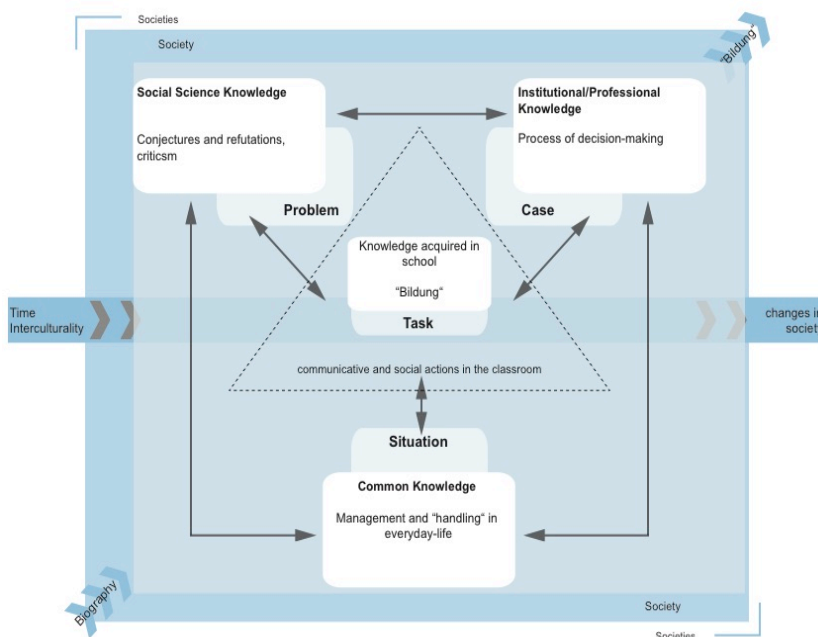 Societies
Society
"Bildung"
Social Science Knowledge
Conjectures and refutations,
criticsm
Institutional/Professional
Knowledge
Process of decision-making
Problem
Case
Knowledge acquired in
school
"Bildung"
Task
Time
Interculturality
changes in
society
communicative and social actions in the classroom
Situation
Common Knowledge
Management and "handling" in
everyday-life
Biography
Society
Societies